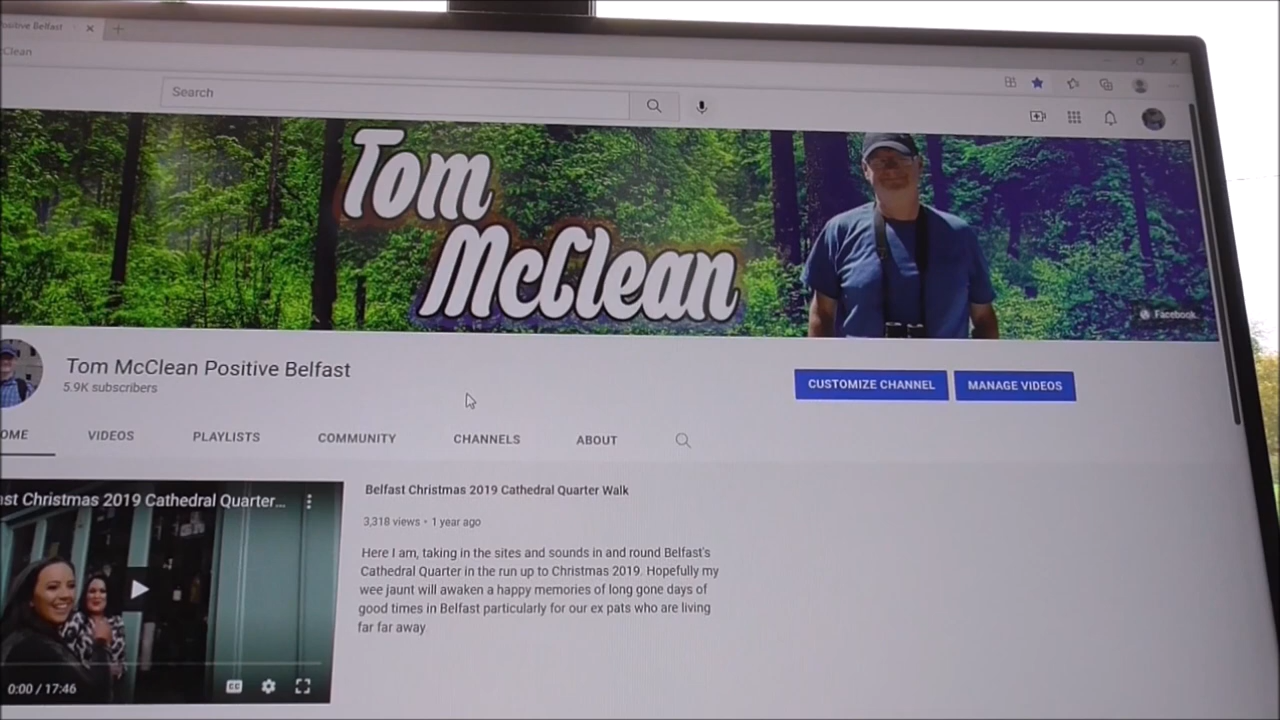 ositive Belfast
Clean
Search
Tom
McClean
Facebook
Tom McClean Positive Belfast
5.9K subscribers
CUSTOMIZE CHANNEL
MANAGE VIDEOS
OME
VIDEOS
PLAYLISTS
COMMUNITY
CHANNELS
ABOUT
ast Christmas 2019 Cathedral Quarter...
0:00 / 17:46
CC
Belfast Christmas 2019 Cathedral Quarter Walk
3,318 views • 1 year ago
Here I am, taking in the sites and sounds in and round Belfast's
Cathedral Quarter in the run up to Christmas 2019. Hopefully my
wee jaunt will awaken a happy memories of long gone days of
good times in Belfast particularly for our ex pats who are living
far far away